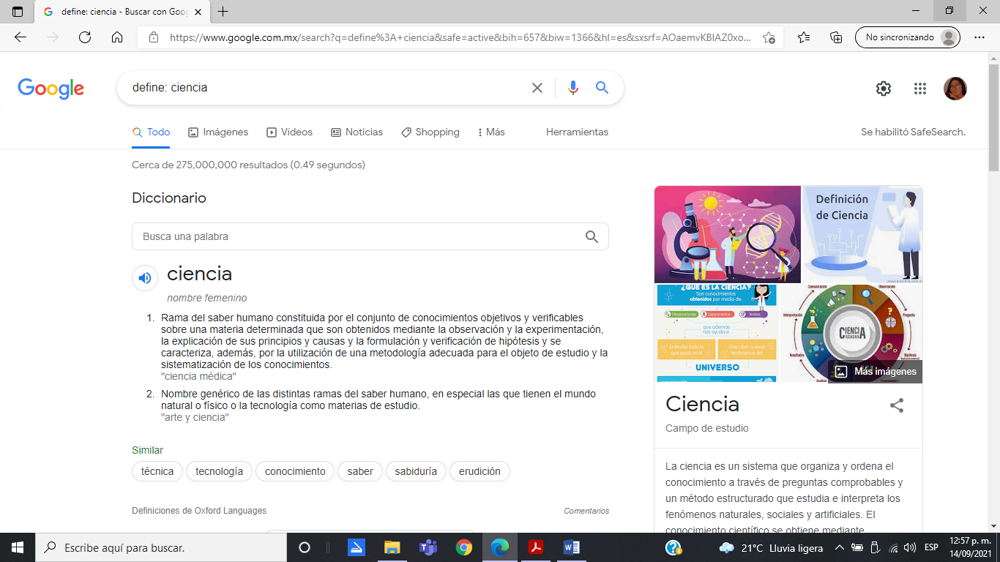 define: ciencia - Buscar con Goo
https://www.google.com.mx/search?q=define%3A+ciencia&safe=active&bih=657&biw=1366&hl=es&sxsrf=AOaemvKBIAZ0xo...
No sincronizando
Google
define: ciencia
Todo Imágenes Vídeos Noticias Shopping Más Herramientas
Se habilitó SafeSearch.
Cerca de 275,000,000 resultados (0.49 segundos)
Diccionario
Busca una palabra
ciencia
nombre femenino
1. Rama del saber humano constituida por el conjunto de conocimientos objetivos y verificables
sobre una materia determinada que son obtenidos mediante la observación y la experimentación,
la explicación de sus principios y causas y la formulación y verificación de hipótesis y se
caracteriza, además, por la utilización de una metodología adecuada para el objeto de estudio y la
sistematización de los conocimientos.
"ciencia médica"
2. Nombre genérico de las distintas ramas del saber humano, en especial las que tienen el mundo
natural o físico o la tecnología como materias de estudio.
"arte y ciencia"
Similar
técnica tecnología conocimiento saber sabiduría erudición
Definiciones de Oxford Languages
Comentarios
Definición
de Ciencia
¿QUÉ ES LA CIENCIA?
Son conocimientos
obtenidos por medio de:
Observaciones Experimentos Teorías
que además
nos ayuda a:
Entender todo lo
que pasa en el
Descubrir nuevos
fenómenos del
UNIVERSO
Comunicación
Observación
Interpretación
Pregunta
CIENCIA
Resultados
Hipótesis
Más imágenes
Ciencia
Campo de estudio
La ciencia es un sistema que organiza y ordena el
conocimiento a través de preguntas comprobables y
un método estructurado que estudia e interpreta los
fenómenos naturales, sociales y artificiales. El
conocimiento científico se obtiene mediante
Escribe aquí para buscar.
21°C Lluvia ligera
ESP
12:57 p. m.
14/09/2021